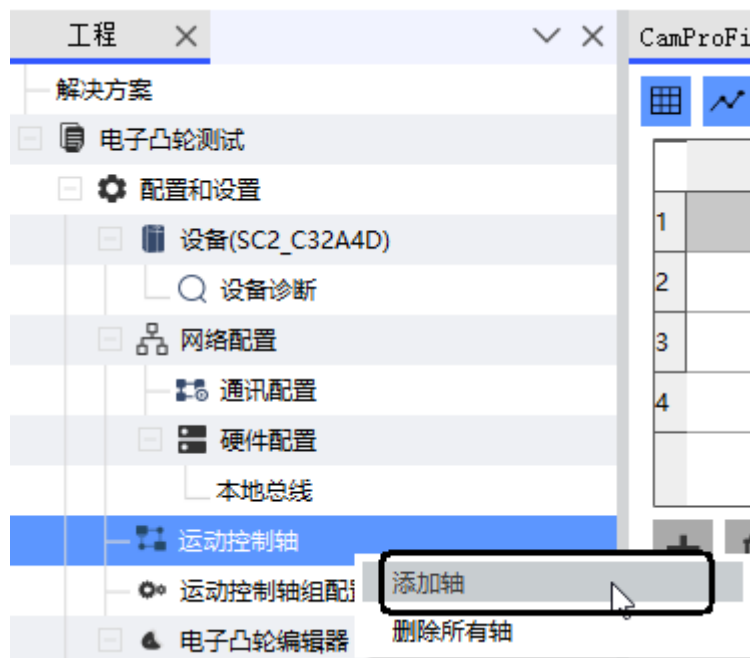 工程
CamProFi
解决方案
电子凸轮测试
配置和设置
设备(SC2_C32A4D)
1
设备诊断
2
网络配置
3
通讯配置
4
硬件配置
本地总线
运动控制轴
添加轴
运动控制轴组配
删除所有轴
电子凸轮编辑器